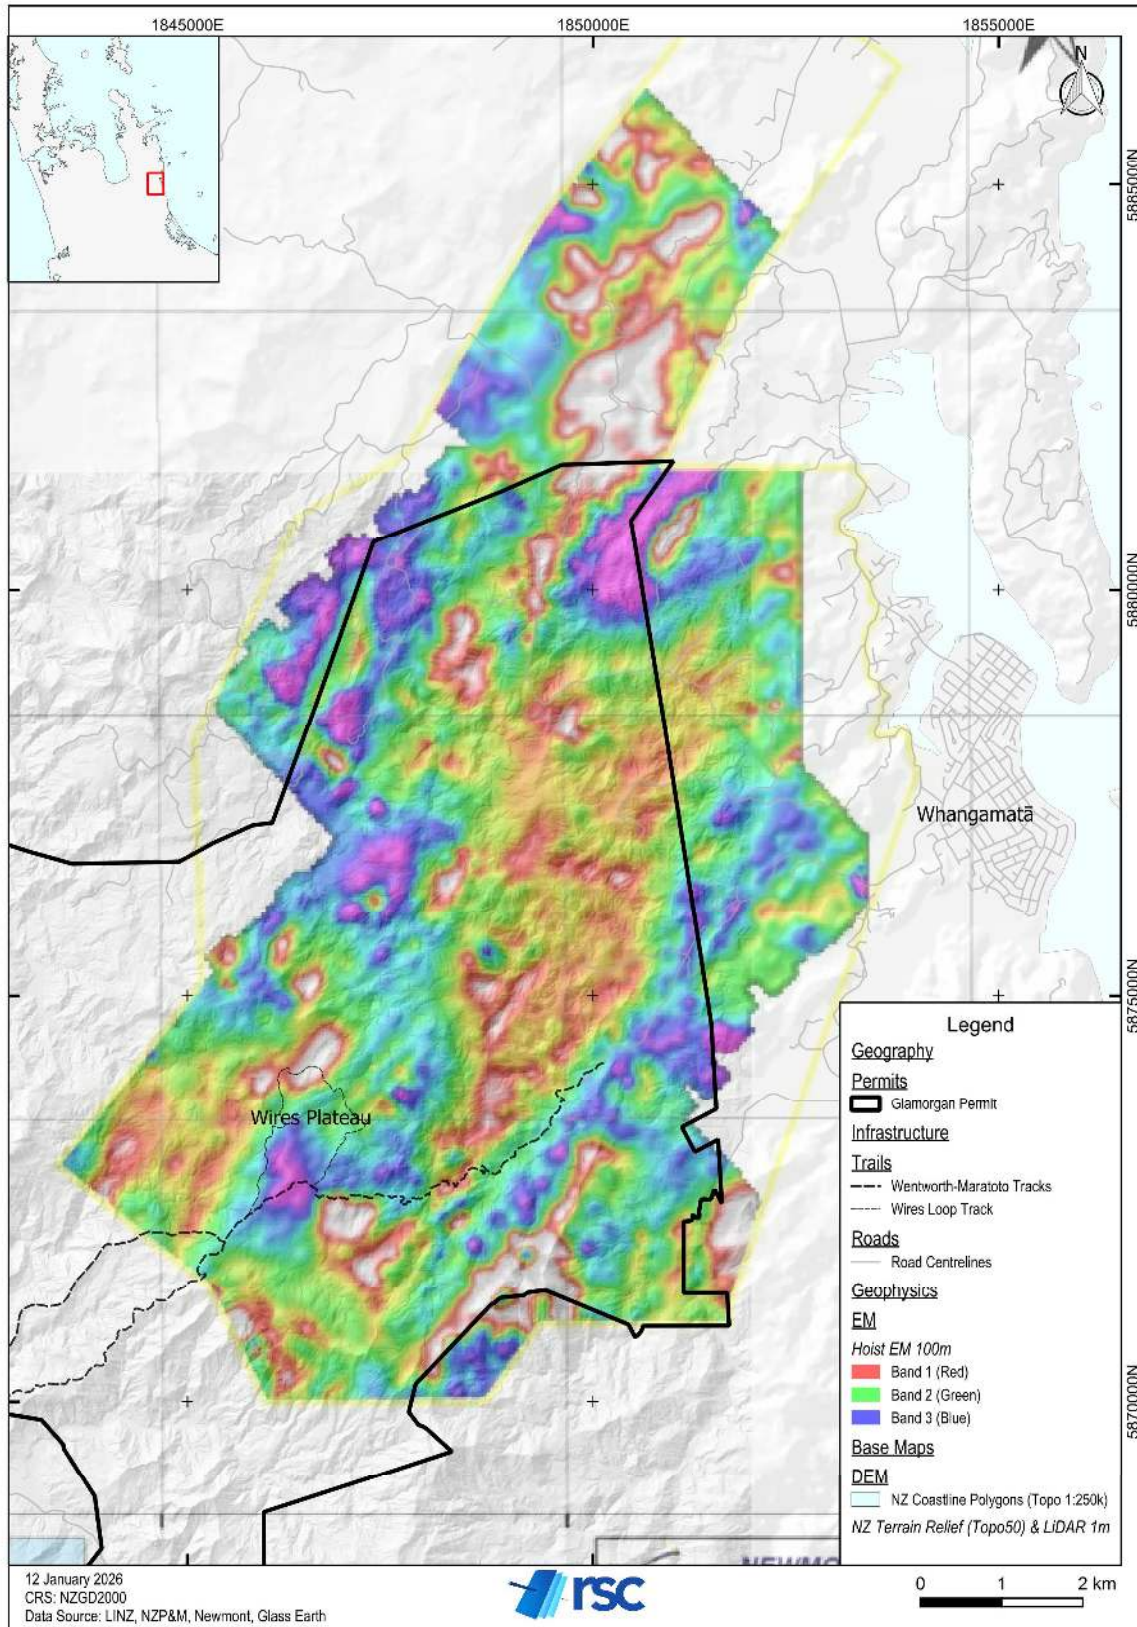 1845000E
1850000E
1855000E
N
5885000N
5880000N
Whangamatā
5875000N
Wires Plateau
Legend
Geography
Permits
Glamorgan Permit
Infrastructure
Trails
Wentworth-Maratoto Tracks
Wires Loop Track
Roads
Road Centrelines
Geophysics
EM
Hoist EM 100m
Band 1 (Red)
Band 2 (Green)
Band 3 (Blue)
5870000N
Base Maps
DEM
NZ Coastline Polygons (Topo 1:250k)
NZ Terrain Relief (Topo50) & LiDAR 1m
12 January 2026
CRS: NZGD2000
Data Source: LINZ, NZP&M, Newmont, Glass Earth
rsc
0 1 2 km